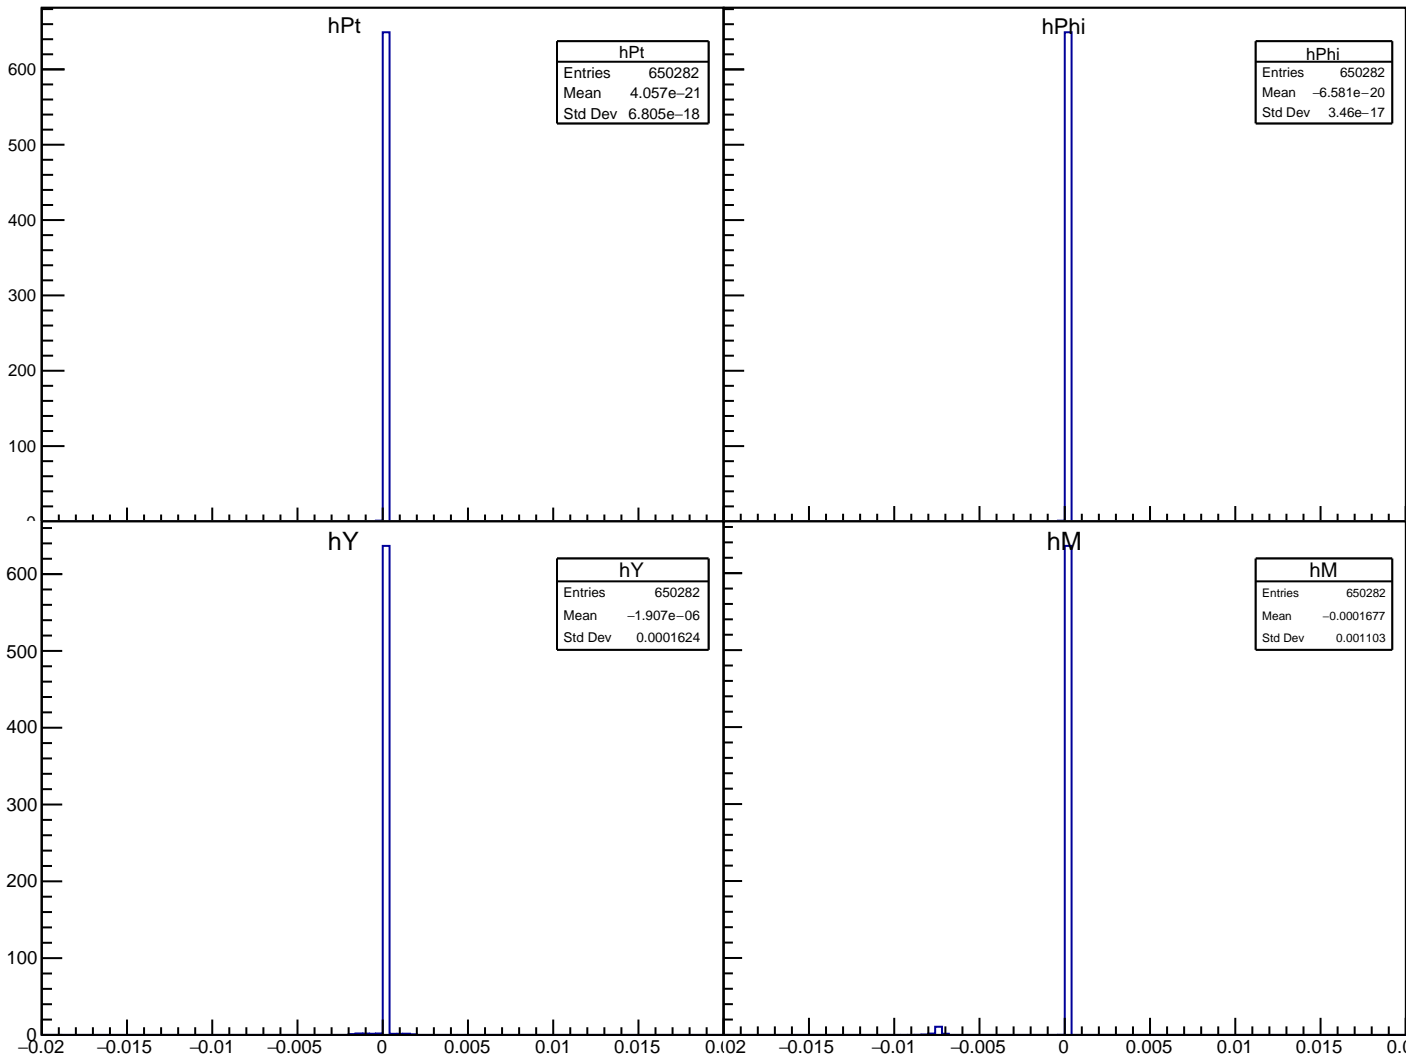 hPt
hPt
Entries 650282
Mean 4.057e−21
Std Dev 6.805e−18
600
500
400
300
200
100
0
hPhi
hPhi
Entries 650282
Mean −6.581e−20
Std Dev 3.46e−17
hY
hY
Entries 650282
Mean −1.907e−06
Std Dev 0.0001624
600
500
400
300
200
100
0
−0.02 −0.015 −0.01 −0.005 0 0.005 0.01 0.015
hM
hM
Entries 650282
Mean −0.0001677
Std Dev 0.001103
−0.015 −0.01 −0.005 0 0.005 0.01 0.015